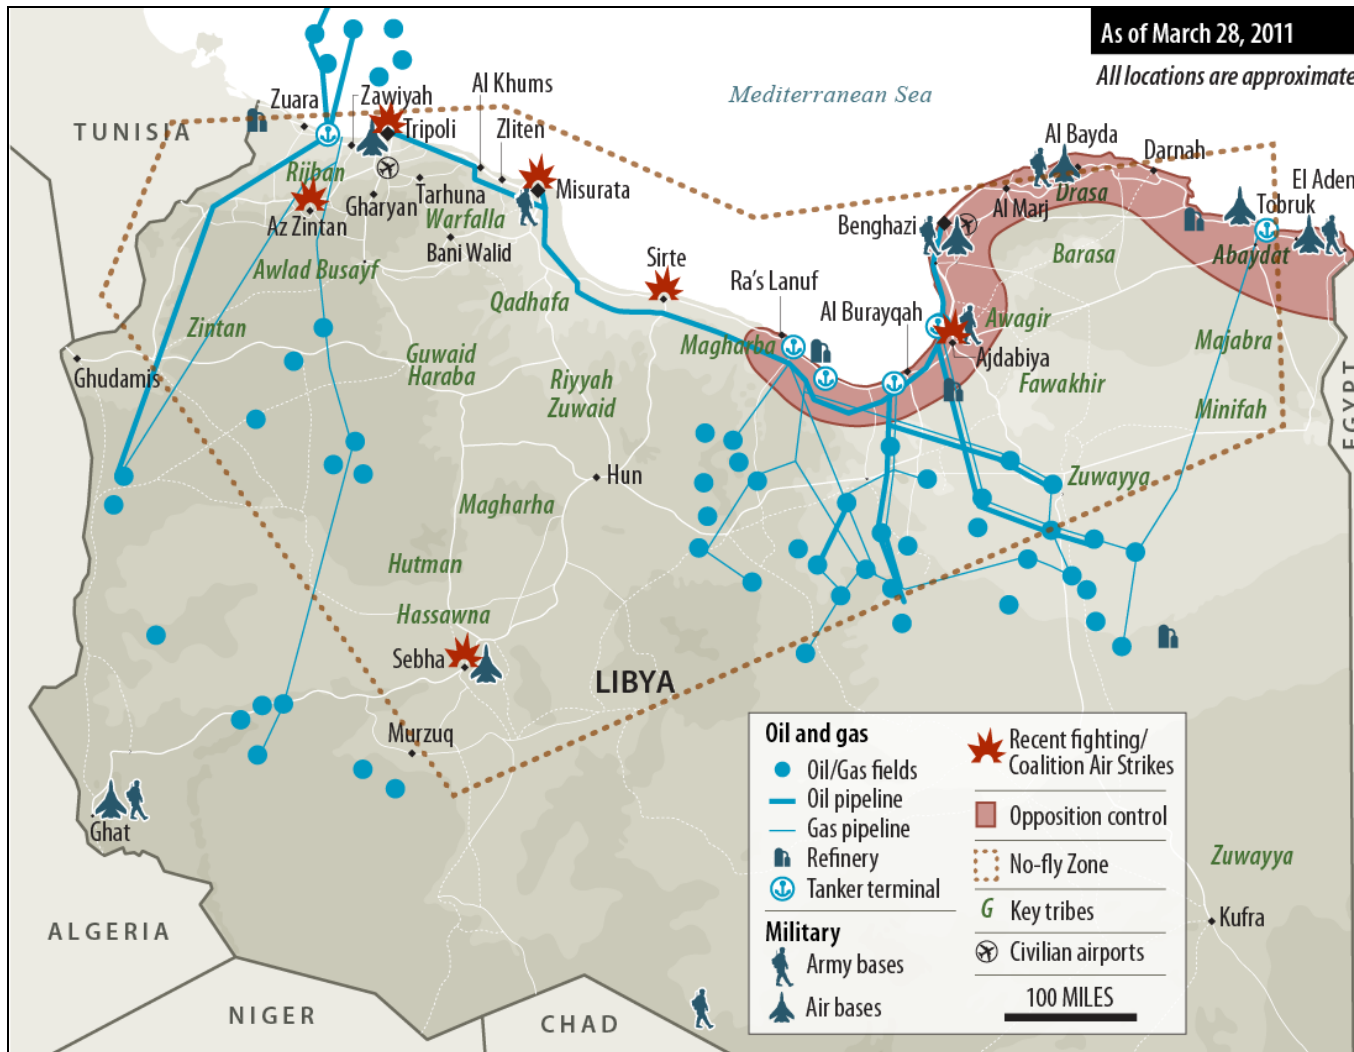 As of March 28, 2011
All locations are approximate
Mediterranean Sea
TUNISIA
Zuara
Zawiyah
Al Khums
Tripoli
Zliten
Rijban
Misurata
Az Zintan
Gharyan
Tarhuna
Warfalla
Bani Walid
Awlad Busayf
Zintan
Qadhafa
Sirte
Ra's Lanuf
Al Burayqah
Magharba
Benghazi
Al Bayda
Darnah
Drasa
Al Marj
El Aden
Tobruk
Abaydat
Barasa
Awagir
Ajdabiya
Fawakhir
Majabra
Minifah
EGYPT
Ghudamis
Guwaid
Haraba
Riyyah
Zuwaid
Hun
Zuwayya
Magharha
Hutman
Hassawna
Sebha
LIBYA
Murzuq
Ghat
ALGERIA
NIGER
CHAD
Zuwayya
Kufra
Oil and gas
Oil/Gas fields
Oil pipeline
Gas pipeline
Refinery
Tanker terminal
Military
Army bases
Air bases
Recent fighting/
Coalition Air Strikes
Opposition control
No-fly Zone
G Key tribes
Civilian airports
100 MILES